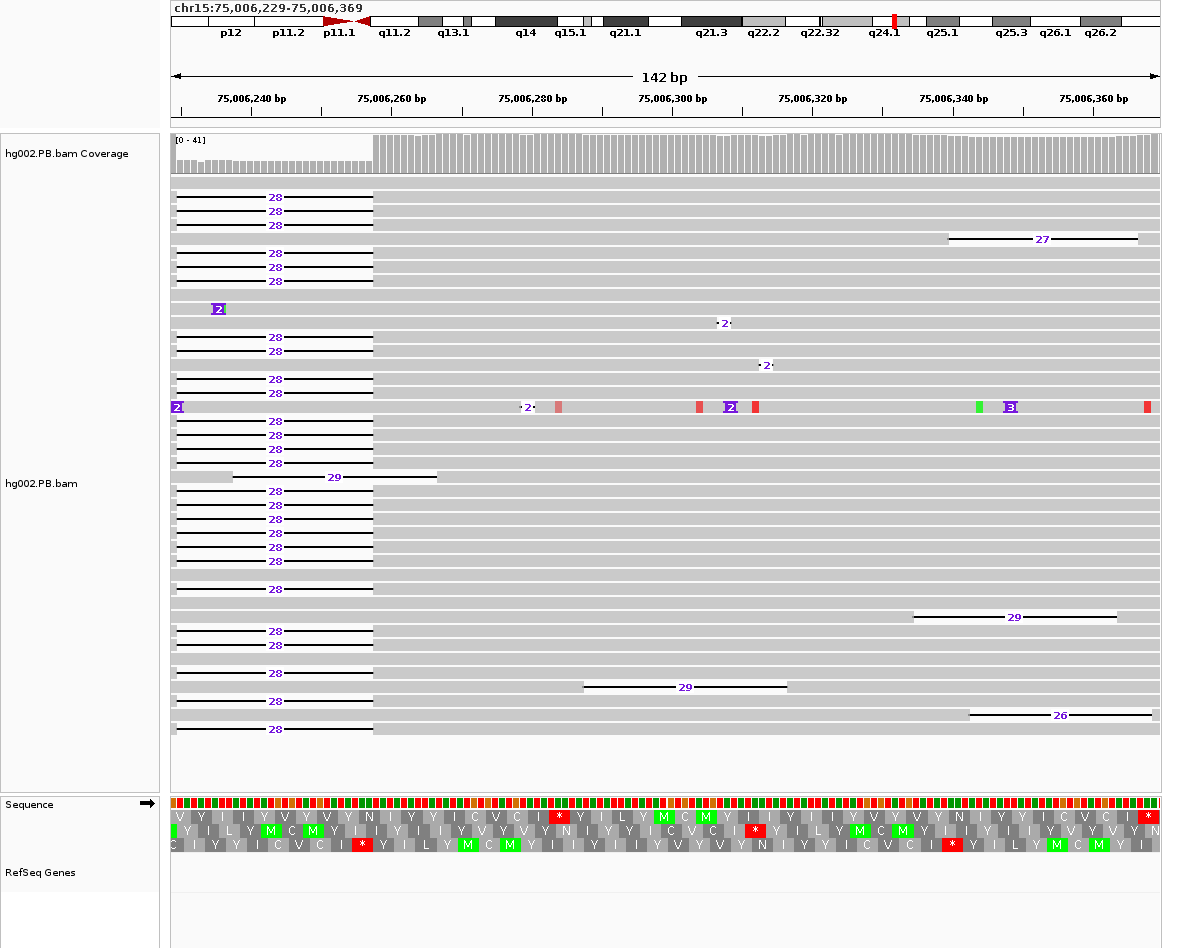 chr15:75,006,229-75,006,369
p12 p11.2 p11.1 q11.2 q13.1 q14 q15.1 q21.1 q21.3 q22.2 q22.32 q24.1 q25.1 q25.3 q26.1 q26.2
142 bp
75,006,240 bp 75,006,260 bp 75,006,280 bp 75,006,300 bp 75,006,320 bp 75,006,340 bp 75,006,360 bp
[0 - 41]
hg002.PB.bam Coverage
28
28
28
27
28
28
28
2
2
28
28
2
28
28
2 2 2 3
28
28
28
28
29
hg002.PB.bam
28
28
28
28
28
28
28
29
28
28
28
29
28
26
28
Sequence
V Y I I Y V Y V Y N I Y Y I C V C I * Y I L Y M C M Y I I Y I I Y V Y V Y N I Y Y I C V C I *
Y I L Y M C M Y I I Y I I Y V Y V Y N I Y Y I C V C I * Y I L Y M C M Y I I Y I I Y V Y V Y N
C I Y Y I C V C I * Y I L Y M C M Y I I Y I I Y V Y V Y N I Y Y I C V C I * Y I L Y M C M Y I
RefSeq Genes